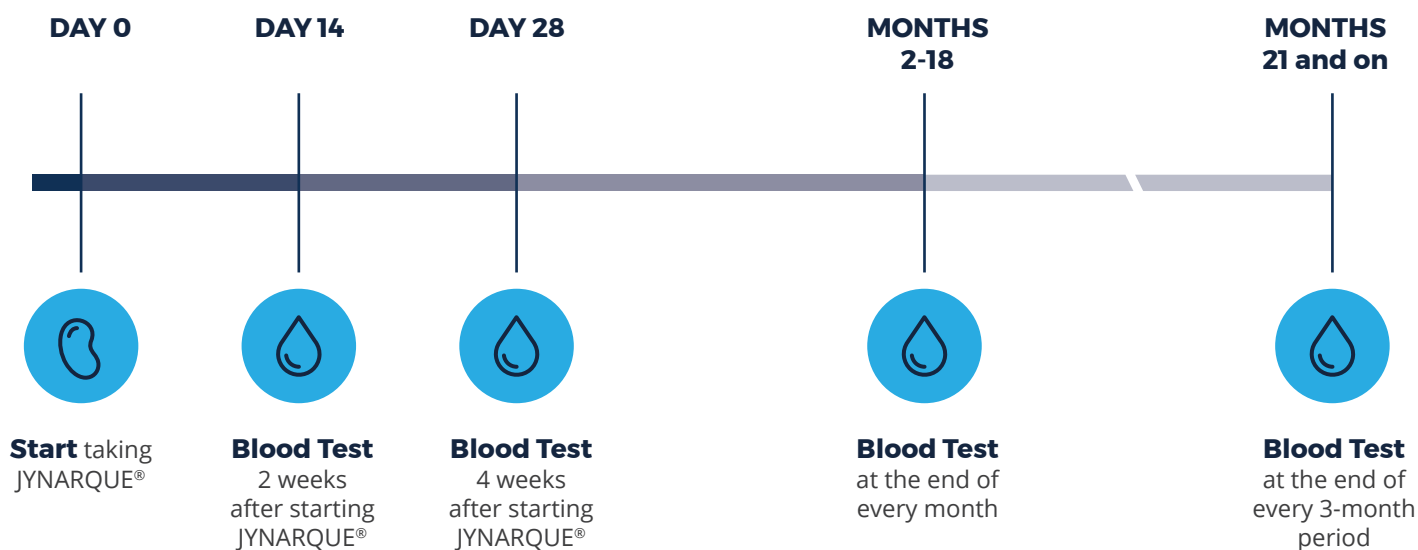 DAY 0
DAY 14
DAY 28
MONTHS
2-18
MONTHS
21 and on
Start taking
JYNARQUE®
Blood Test
2 weeks
after starting
JYNARQUE®
Blood Test
4 weeks
after starting
JYNARQUE®
Blood Test
at the end of
every month
Blood Test
at the end of
every 3-month
period